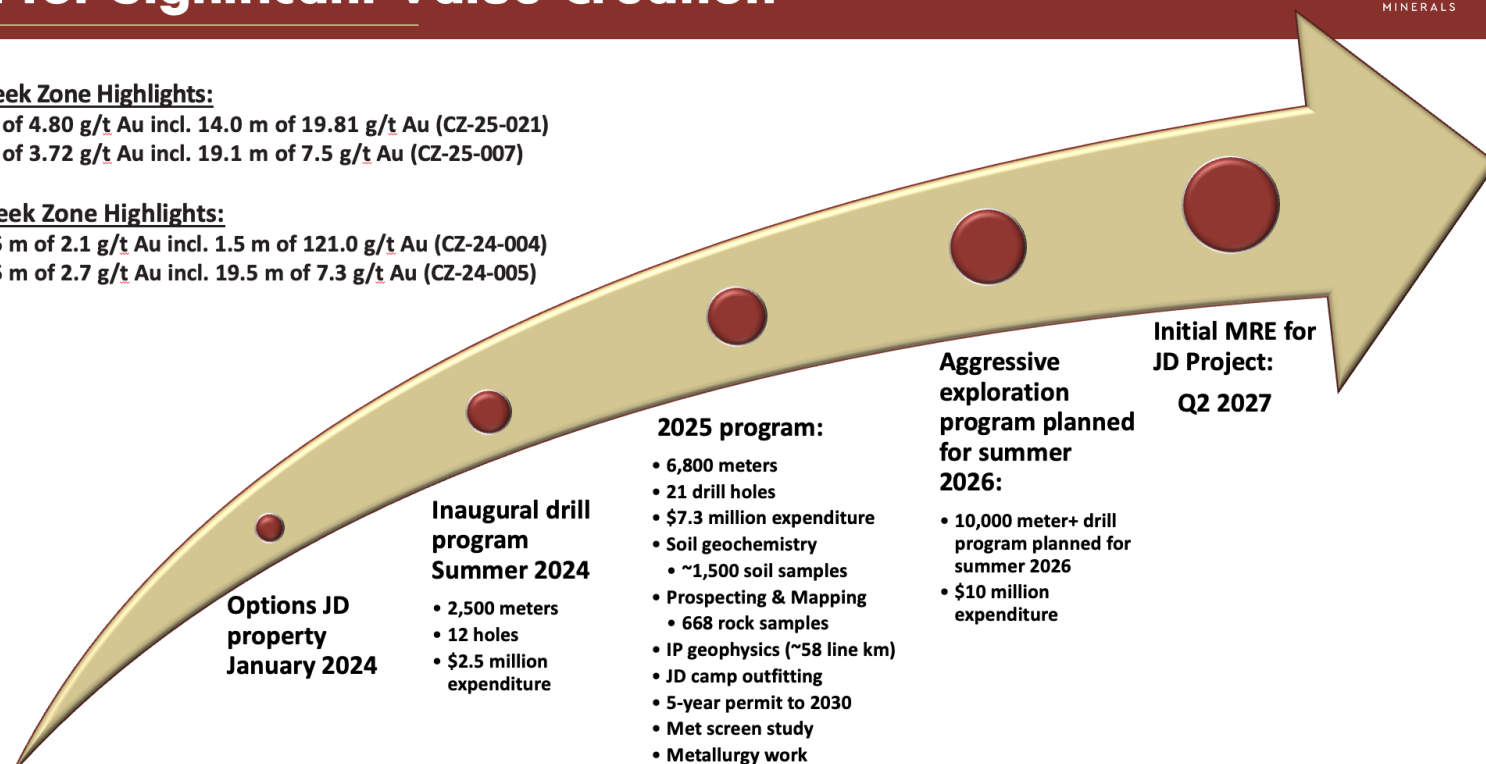 for Significant Value Creation
MINERALS
eek Zone Highlights:
of 4.80 g/t Au incl. 14.0 m of 19.81 g/t Au (CZ-25-021)
of 3.72 g/t Au incl. 19.1 m of 7.5 g/t Au (CZ-25-007)
eek Zone Highlights:
m of 2.1 g/t Au incl. 1.5 m of 121.0 g/t Au (CZ-24-004)
m of 2.7 g/t Au incl. 19.5 m of 7.3 g/t Au (CZ-24-005)
Options JD
property
January 2024
Inaugural drill
program
Summer 2024
• 2,500 meters
• 12 holes
• $2.5 million
expenditure
2025 program:
• 6,800 meters
• 21 drill holes
• $7.3 million expenditure
• Soil geochemistry
• ~1,500 soil samples
• Prospecting & Mapping
• 668 rock samples
• IP geophysics (~58 line km)
• JD camp outfitting
• 5-year permit to 2030
• Met screen study
• Metallurgy work
Aggressive
exploration
program planned
for summer
2026:
• 10,000 meter+ drill
program planned for
summer 2026
• $10 million
expenditure
Initial MRE for
JD Project:
Q2 2027